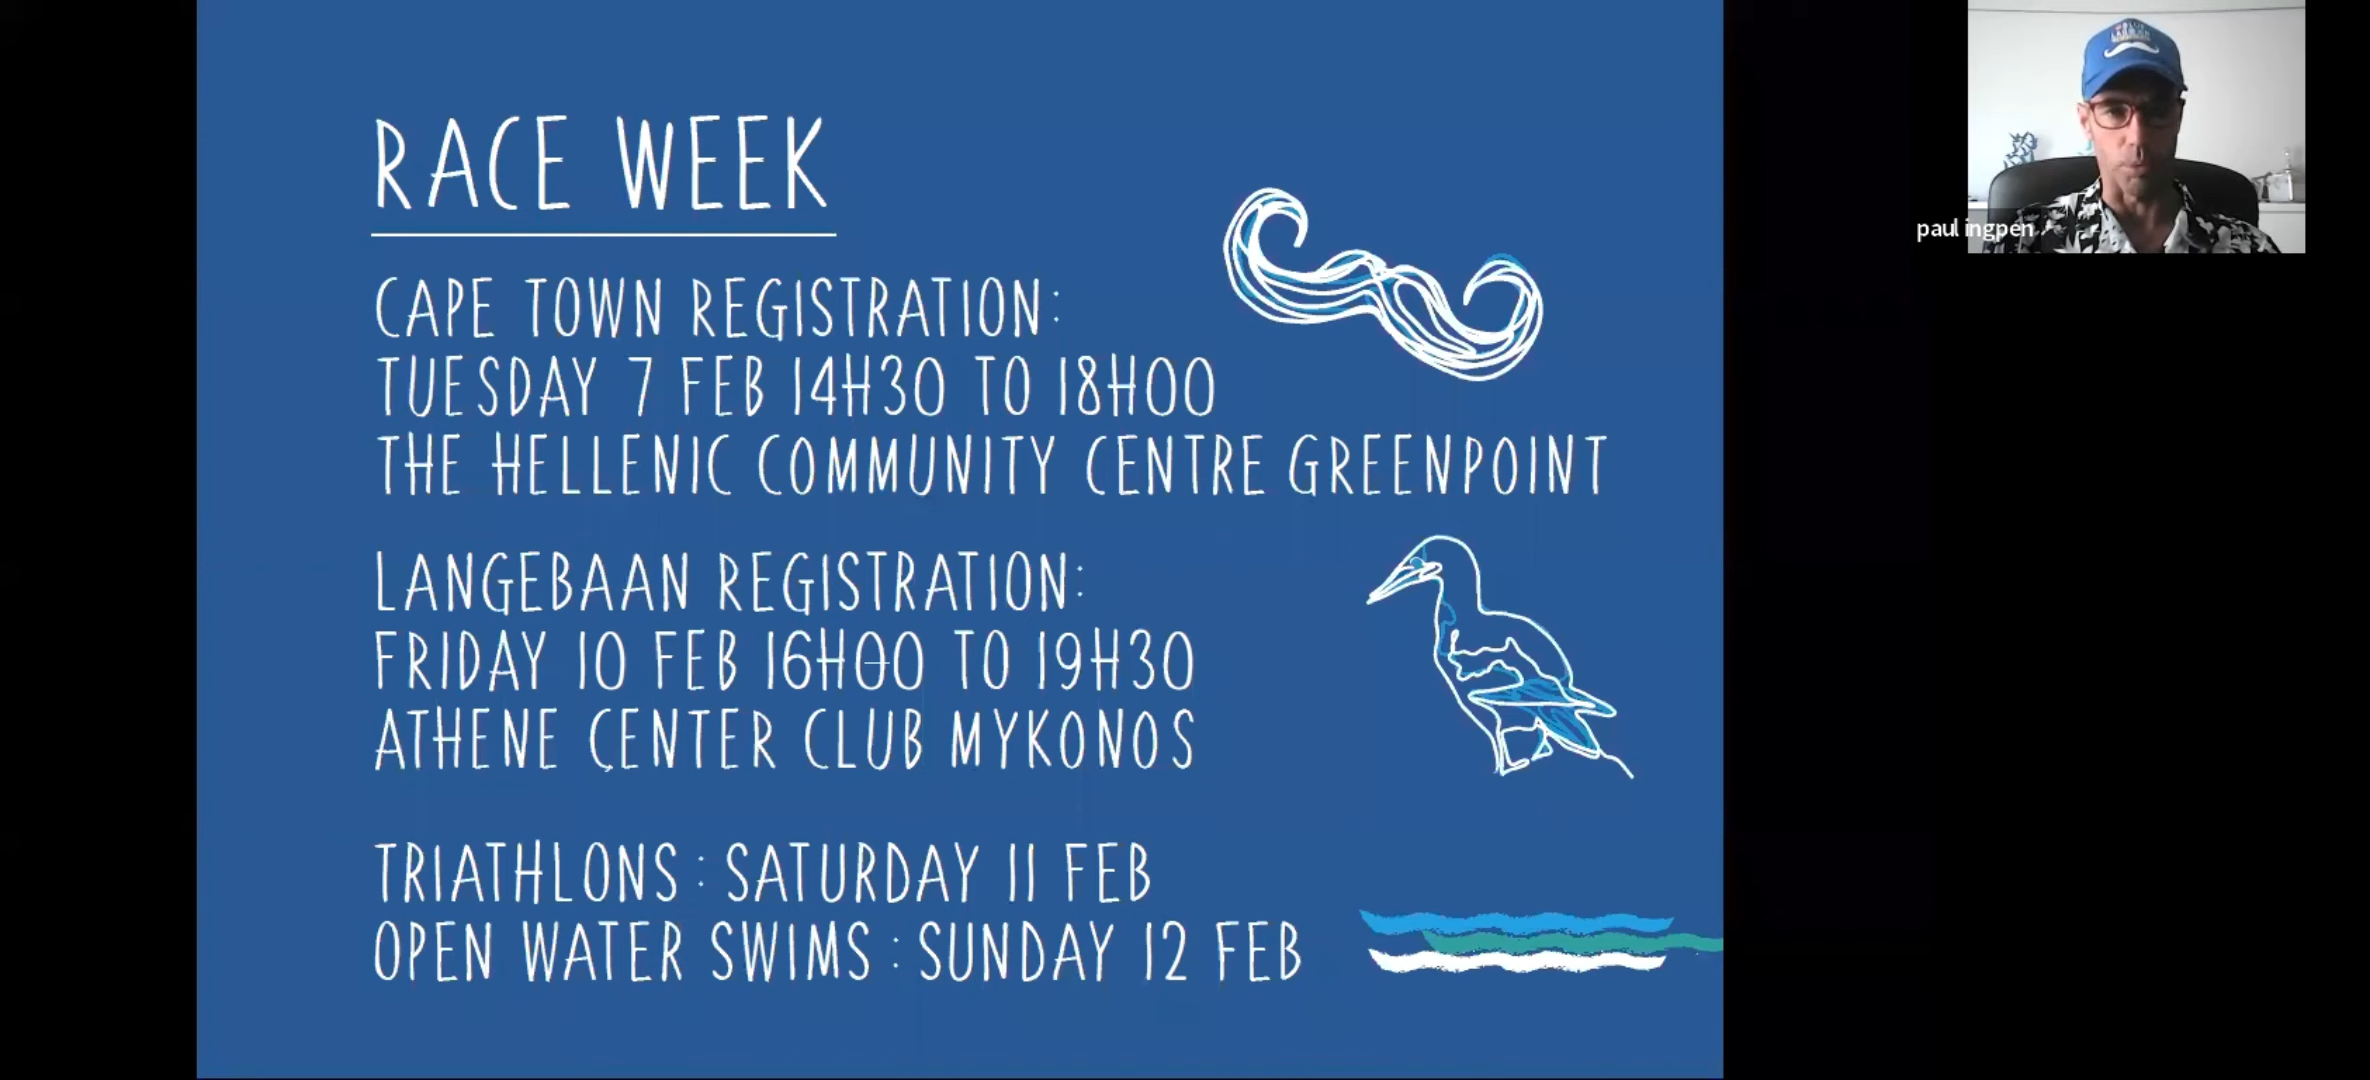 RACE WEEK
CAPE TOWN REGISTRATION:
TUESDAY 7 FEB 14H30 TO 18H00
THE HELLENIC COMMUNITY CENTRE GREENPOINT
LANGEBAAN REGISTRATION:
FRIDAY 10 FEB 16H00 TO 19H30
ATHENE CENTER CLUB MYKONOS
TRIATHLONS : SATURDAY 11 FEB
OPEN WATER SWIMS : SUNDAY 12 FEB
paul ingpen